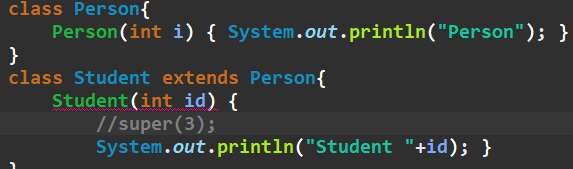 class Person{
    Person(int i) { System.out.println("Person"); }
}
class Student extends Person{
    Student(int id) {
        //super(3);
        System.out.println("Student "+id); }
}